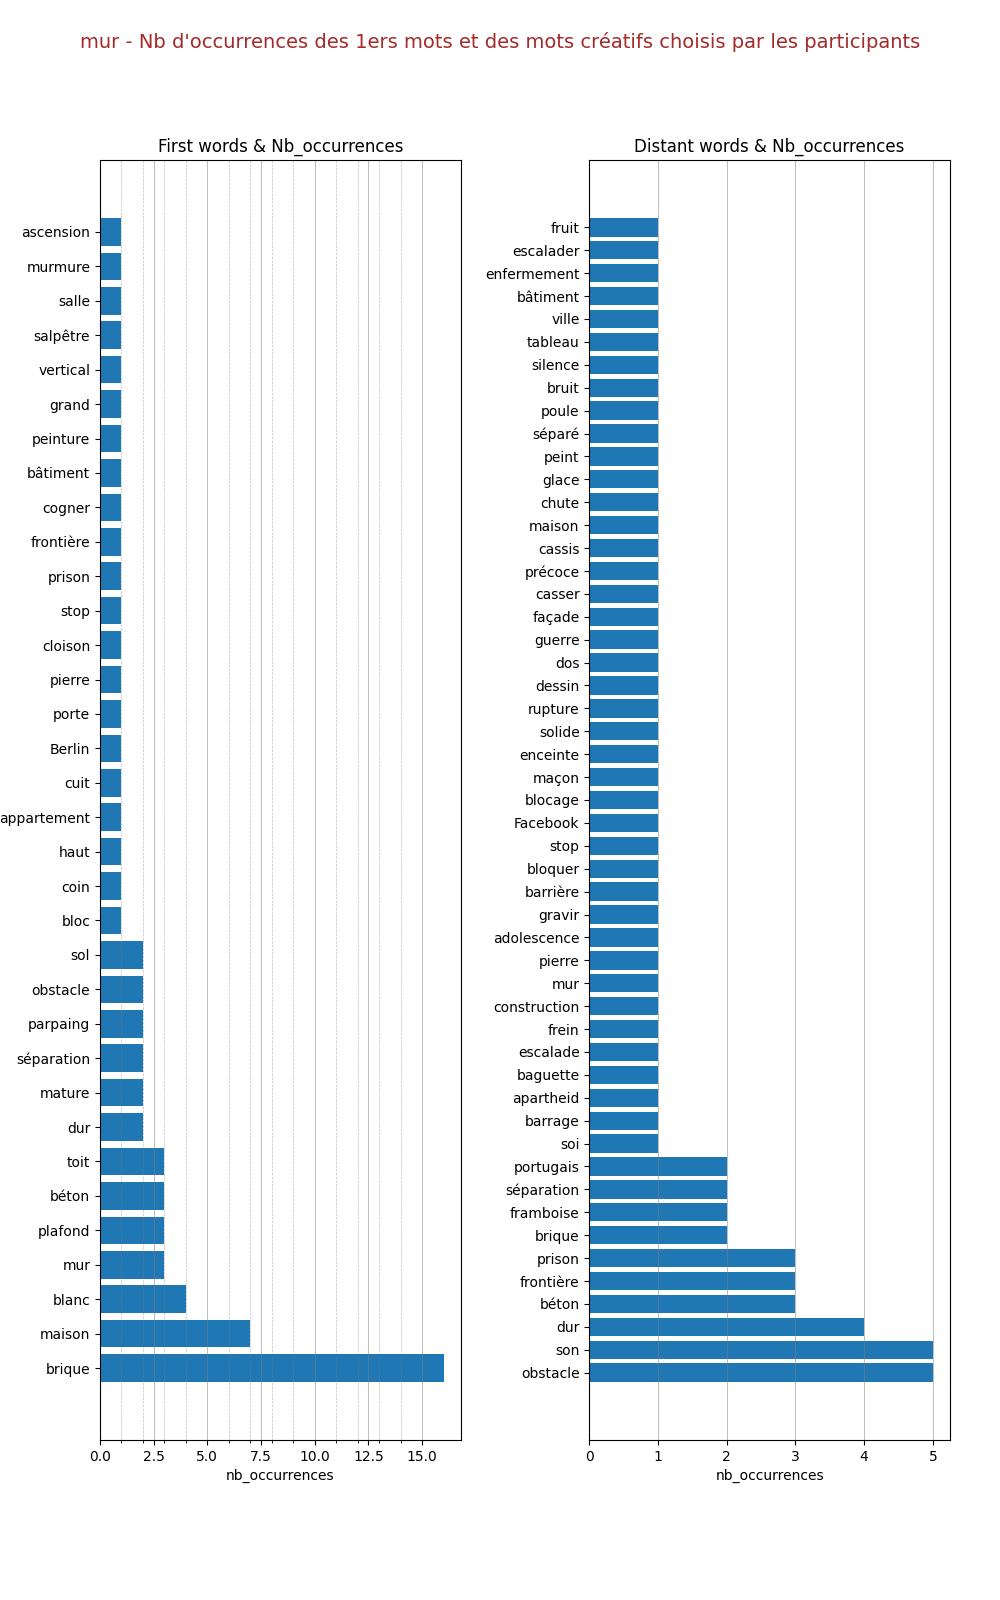 mur - Nb d'occurrences des 1ers mots et des mots créatifs choisis par les participants
First words & Nb_occurrences
ascension
murmure
salle
salpêtre
vertical
grand
peinture
bâtiment
cogner
frontière
prison
stop
cloison
pierre
porte
Berlin
cuit
appartement
haut
coin
bloc
sol
obstacle
parpaing
séparation
mature
dur
toit
béton
plafond
mur
blanc
maison
brique
0.0 2.5 5.0 7.5 10.0 12.5 15.0
nb_occurrences
Distant words & Nb_occurrences
fruit
escalader
enfermement
bâtiment
ville
tableau
silence
bruit
poule
séparé
peint
glace
chute
maison
cassis
précoce
casser
façade
guerre
dos
dessin
rupture
solide
enceinte
maçon
blocage
Facebook
stop
bloquer
barrière
gravir
adolescence
pierre
mur
construction
frein
escalade
baguette
apartheid
barrage
soi
portugais
séparation
framboise
brique
prison
frontière
béton
dur
son
obstacle
0 1 2 3 4 5
nb_occurrences